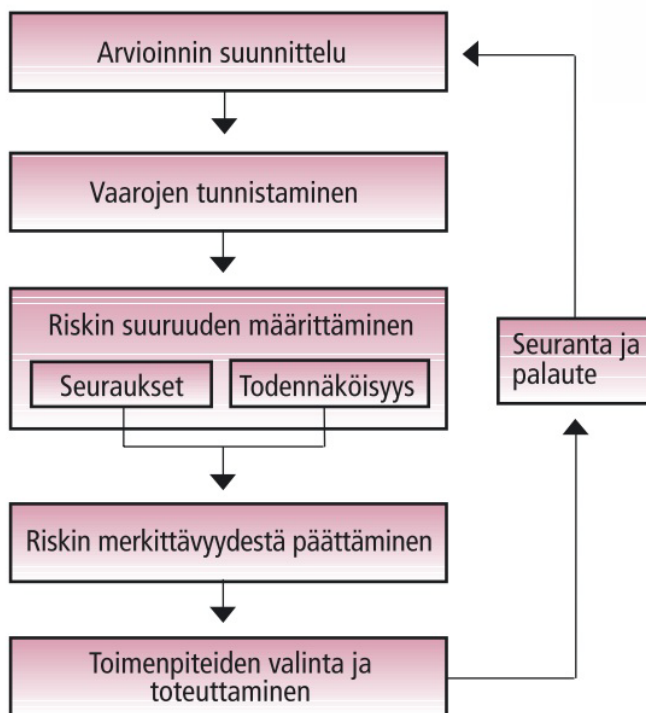 Arvioinnin suunnittelu
Vaarojen tunnistaminen
Riskin suuruuden määrittäminen
Seuraukset
Todennäköisyys
Riskin merkittävyydestä päättäminen
Toimenpiteiden valinta ja
toteuttaminen
Seuranta ja
palaute